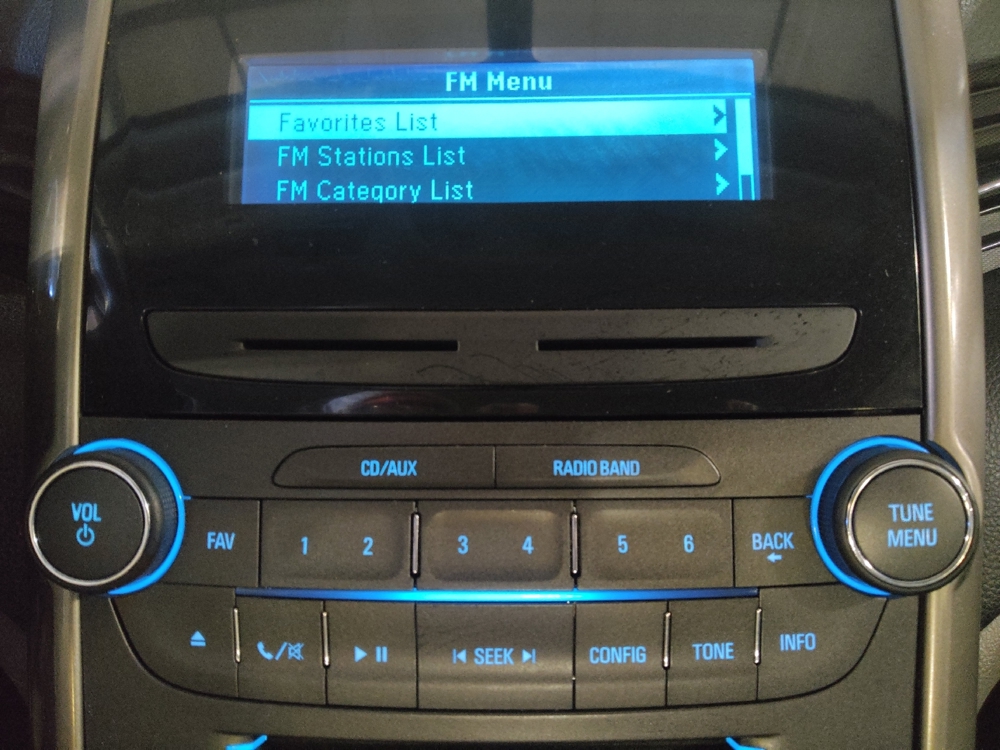 FM Menu
Favorites List
FM Stations List
FM Category List
CD/AUX RADIO BAND
VOL TUNE MENU
FAV 1 2 3 4 5 6 BACK
SEEK CONFIG TONE INFO